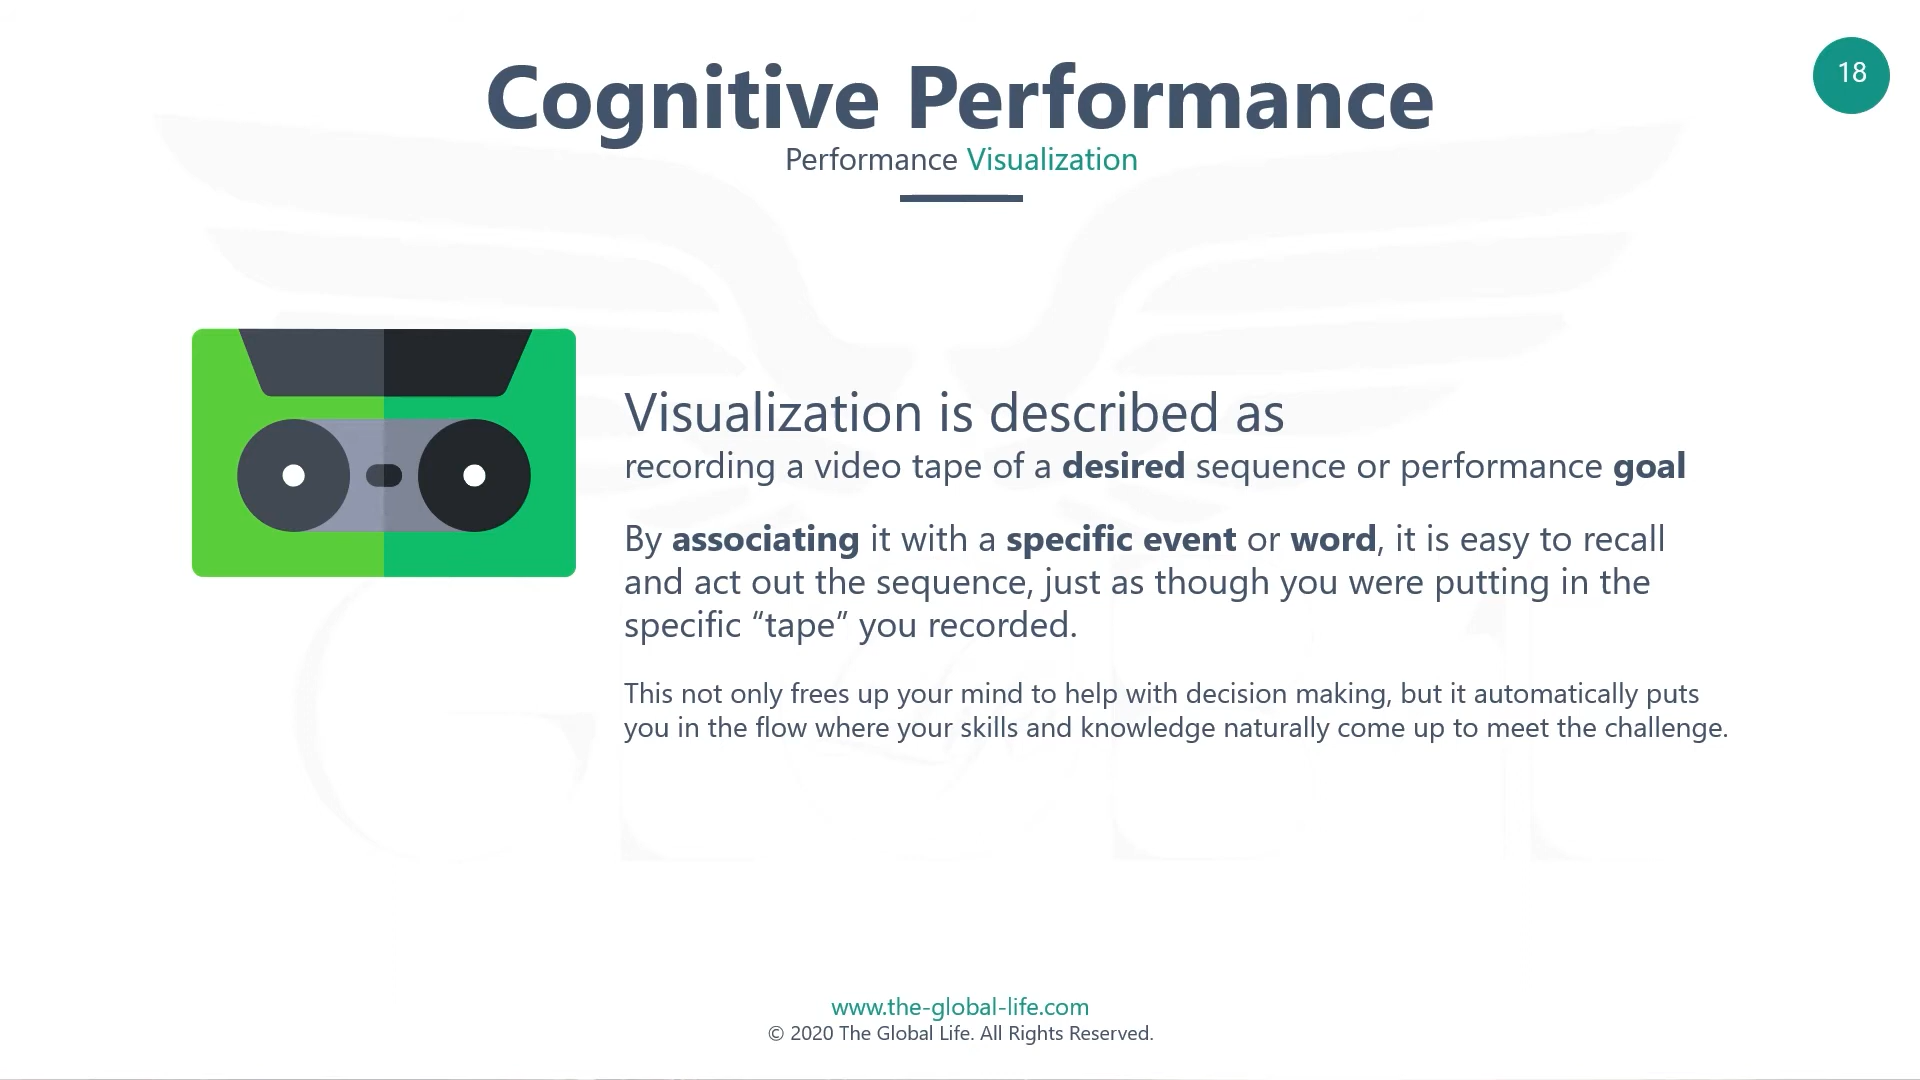 18
Cognitive Performance
Performance Visualization
Visualization is described as
recording a video tape of a desired sequence or performance goal
By associating it with a specific event or word, it is easy to recall
and act out the sequence, just as though you were putting in the
specific “tape” you recorded.
This not only frees up your mind to help with decision making, but it automatically puts
you in the flow where your skills and knowledge naturally come up to meet the challenge.
www.the-global-life.com
© 2020 The Global Life. All Rights Reserved.